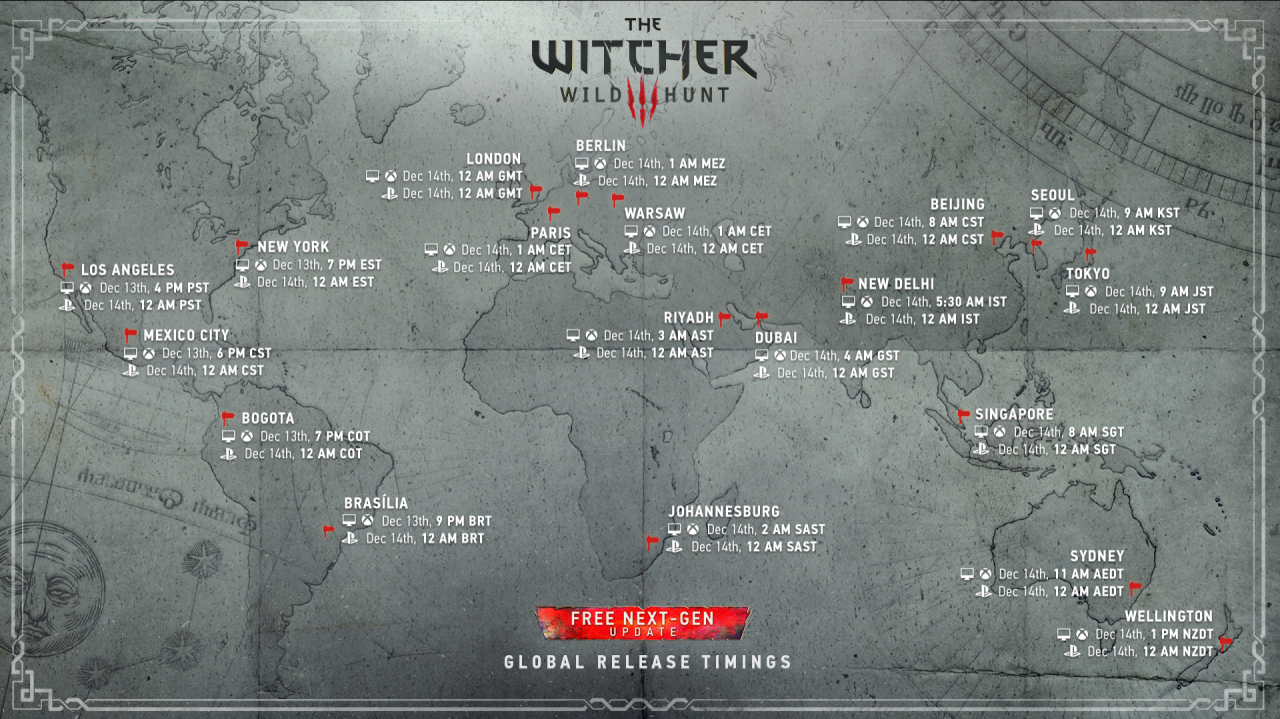 THE
WITCHER
WILD HUNT
BERLIN
Dec 14th, 1 AM MEZ
Dec 14th, 12 AM MEZ
LONDON
Dec 14th, 12 AM GMT
Dec 14th, 12 AM GMT
WARSAW
Dec 14th, 1 AM CET
Dec 14th, 12 AM CET
PARIS
Dec 14th, 1 AM CET
Dec 14th, 12 AM CET
SEOUL
Dec 14th, 9 AM KST
Dec 14th, 12 AM KST
BEIJING
Dec 14th, 8 AM CST
Dec 14th, 12 AM CST
NEW YORK
Dec 13th, 7 PM EST
Dec 14th, 12 AM EST
LOS ANGELES
Dec 13th, 4 PM PST
Dec 14th, 12 AM PST
TOKYO
Dec 14th, 9 AM JST
Dec 14th, 12 AM JST
NEW DELHI
Dec 14th, 5:30 AM IST
Dec 14th, 12 AM IST
RIYADH
Dec 14th, 3 AM AST
Dec 14th, 12 AM AST
DUBAI
Dec 14th, 4 AM GST
Dec 14th, 12 AM GST
MEXICO CITY
Dec 13th, 6 PM CST
Dec 14th, 12 AM CST
BOGOTA
Dec 13th, 7 PM COT
Dec 14th, 12 AM COT
SINGAPORE
Dec 14th, 8 AM SGT
Dec 14th, 12 AM SGT
BRASÍLIA
Dec 13th, 9 PM BRT
Dec 14th, 12 AM BRT
JOHANNESBURG
Dec 14th, 2 AM SAST
Dec 14th, 12 AM SAST
SYDNEY
Dec 14th, 11 AM AEDT
Dec 14th, 12 AM AEDT
WELLINGTON
Dec 14th, 1 PM NZDT
Dec 14th, 12 AM NZDT
FREE NEXT-GEN
UPDATE
GLOBAL RELEASE TIMINGS